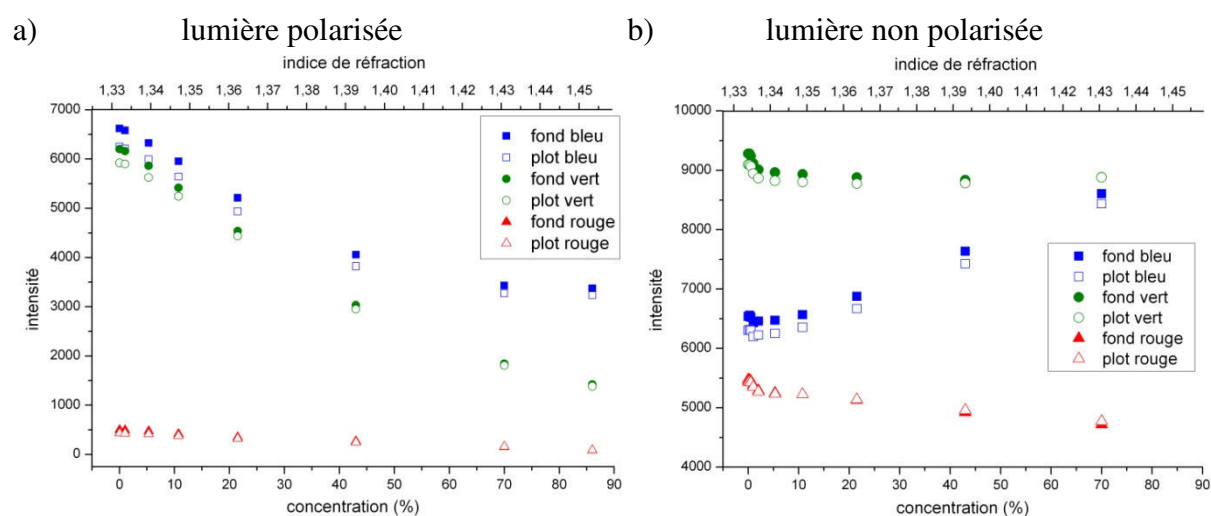 a) lumière polarisée
indice de réfraction
1,33 1,34 1,35 1,36 1,37 1,38 1,39 1,40 1,41 1,42 1,43 1,44 1,45
7000
6000
5000
4000
3000
2000
1000
0
intensité
fond bleu
plot bleu
fond vert
plot vert
fond rouge
plot rouge
0 10 20 30 40 50 60 70 80 90
concentration (%)
b) lumière non polarisée
indice de réfraction
1,33 1,34 1,35 1,36 1,37 1,38 1,39 1,40 1,41 1,42 1,43 1,44 1,45
10000
9000
8000
7000
6000
5000
4000
intensité
fond bleu
plot bleu
fond vert
plot vert
fond rouge
plot rouge
0 10 20 30 40 50 60 70 80 90
concentration (%)